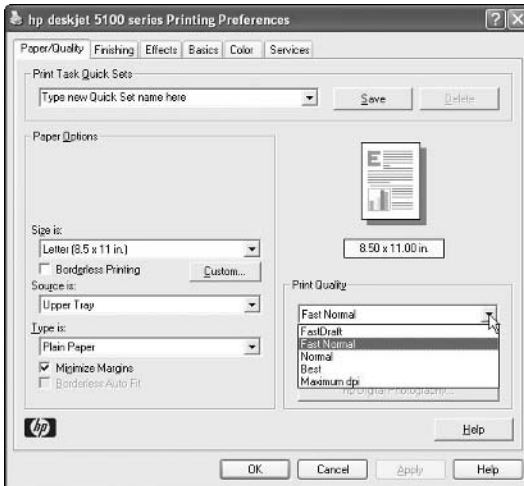 hp deskjet 5100 series Printing Preferences
Paper/Quality Finishing Effects Basics Color Services
Print Task Quick Sets
Type new Quick Set name here
Save Delete
Paper Options
E
Size is:
Letter (8.5 x 11 in.)
8.50 x 11.00 in.
Borderless Printing
Custom...
Source is:
Upper Tray
Print Quality
Fast Normal
Type is:
Plain Paper
FastDraft
Fast Normal
Normal
Best
Maximum dpi
Minimize Margins
Borderless Auto Fit
hp Digital Photography...
hp
Help
OK Cancel Apply Help